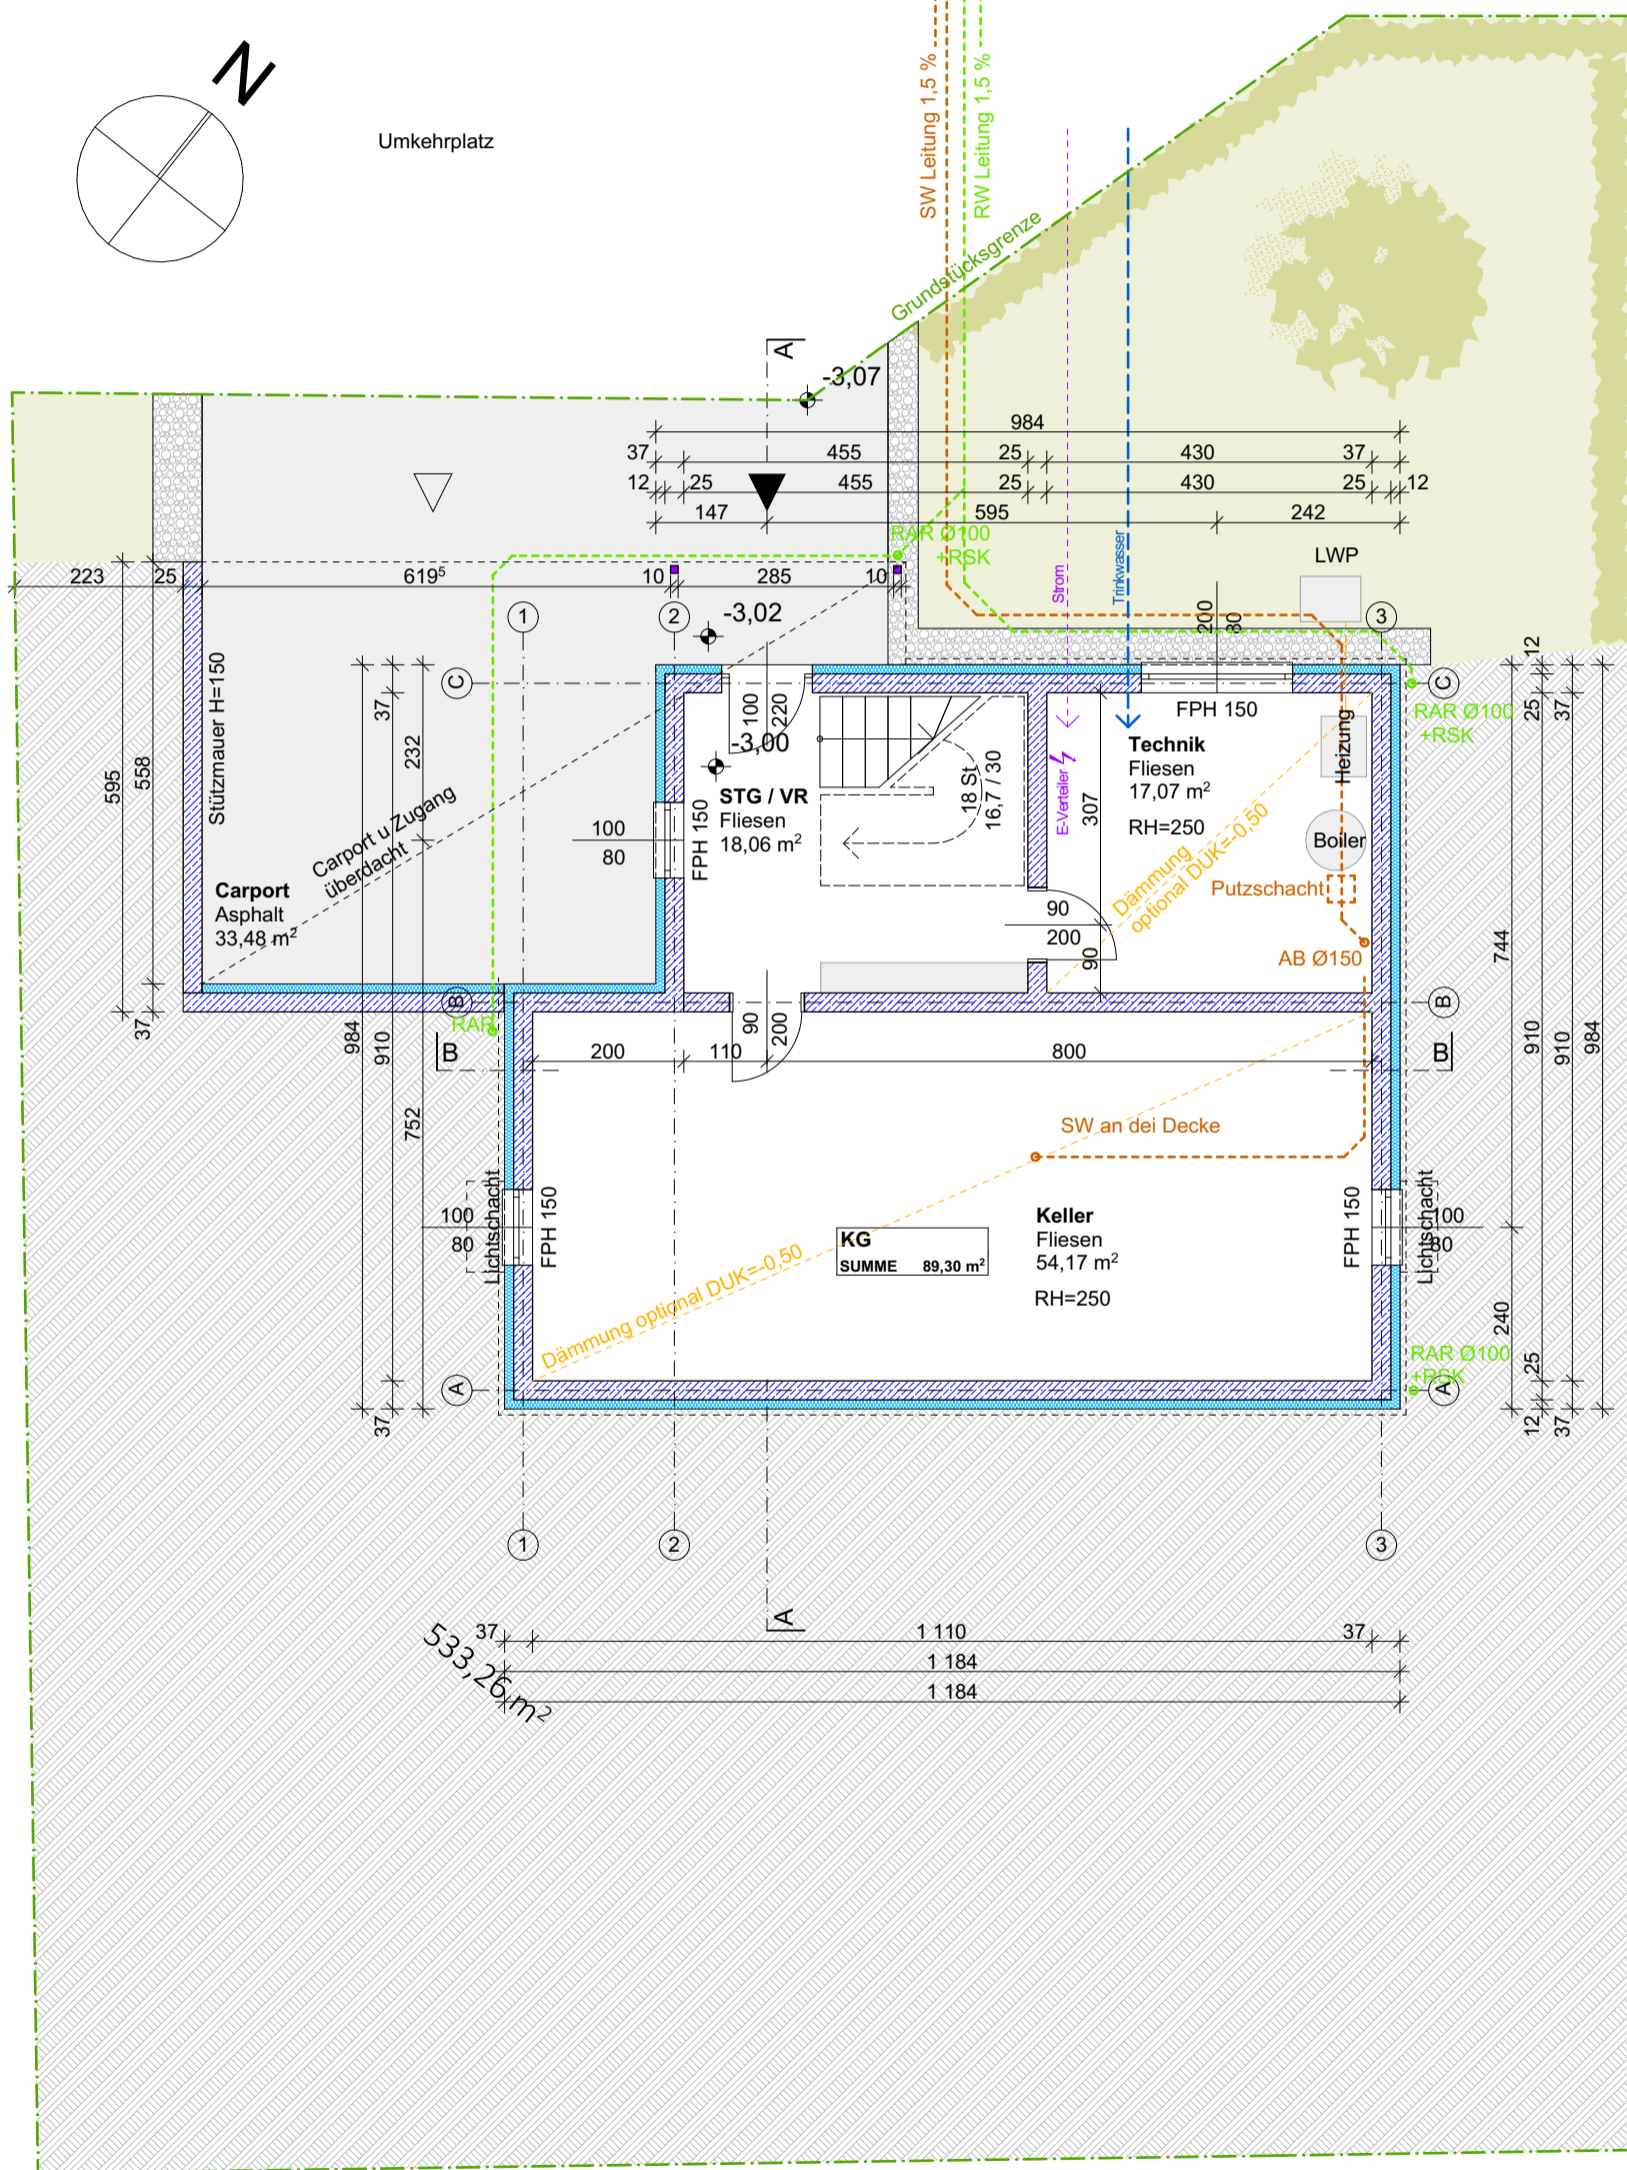 N
Umkehrplatz
SW Leitung 1,5 %
RW Leitung 1,5 %
Grundstücksgrenze
A
-3,07
984
37 455 25 430 37
12 25 455 25 430 25 12
147 595 242
RAR Ø100
+RSK
Strom
Trinkwasser
LWP
223 25 619⁵ 10 285 10
-3,02
200
80
1 2 3
12
C C
Stützmauer H=150
595
558
37
37
232
984
910
752
37
100
220
-3,00
FPH 150
Technik
Fliesen
17,07 m²
RH=250
Heizung
RAR Ø100
+RSK
25
37
STG / VR
Fliesen
18,06 m²
FPH 150
100
80
18 St
16,7 / 30
E-Verteiler
307
Boiler
Dämmung
optional DUK=-0,50
Putzschacht
AB Ø150
90
200
90
Carport u Zugang
überdacht
Carport
Asphalt
33,48 m²
744
910
910
984
B B
RAR
90
200
B B
200 110 800
SW an dei Decke
Lichtschacht
100
80
FPH 150
Keller
Fliesen
54,17 m²
RH=250
KG
SUMME 89,30 m²
FPH 150
Lichtschacht
100
80
Dämmung optional DUK=-0,50
240
RAR Ø100
+RSK
25
A A
12
37
1 2 3
A
37 1 110 37
1 184
1 184
533,26 m²